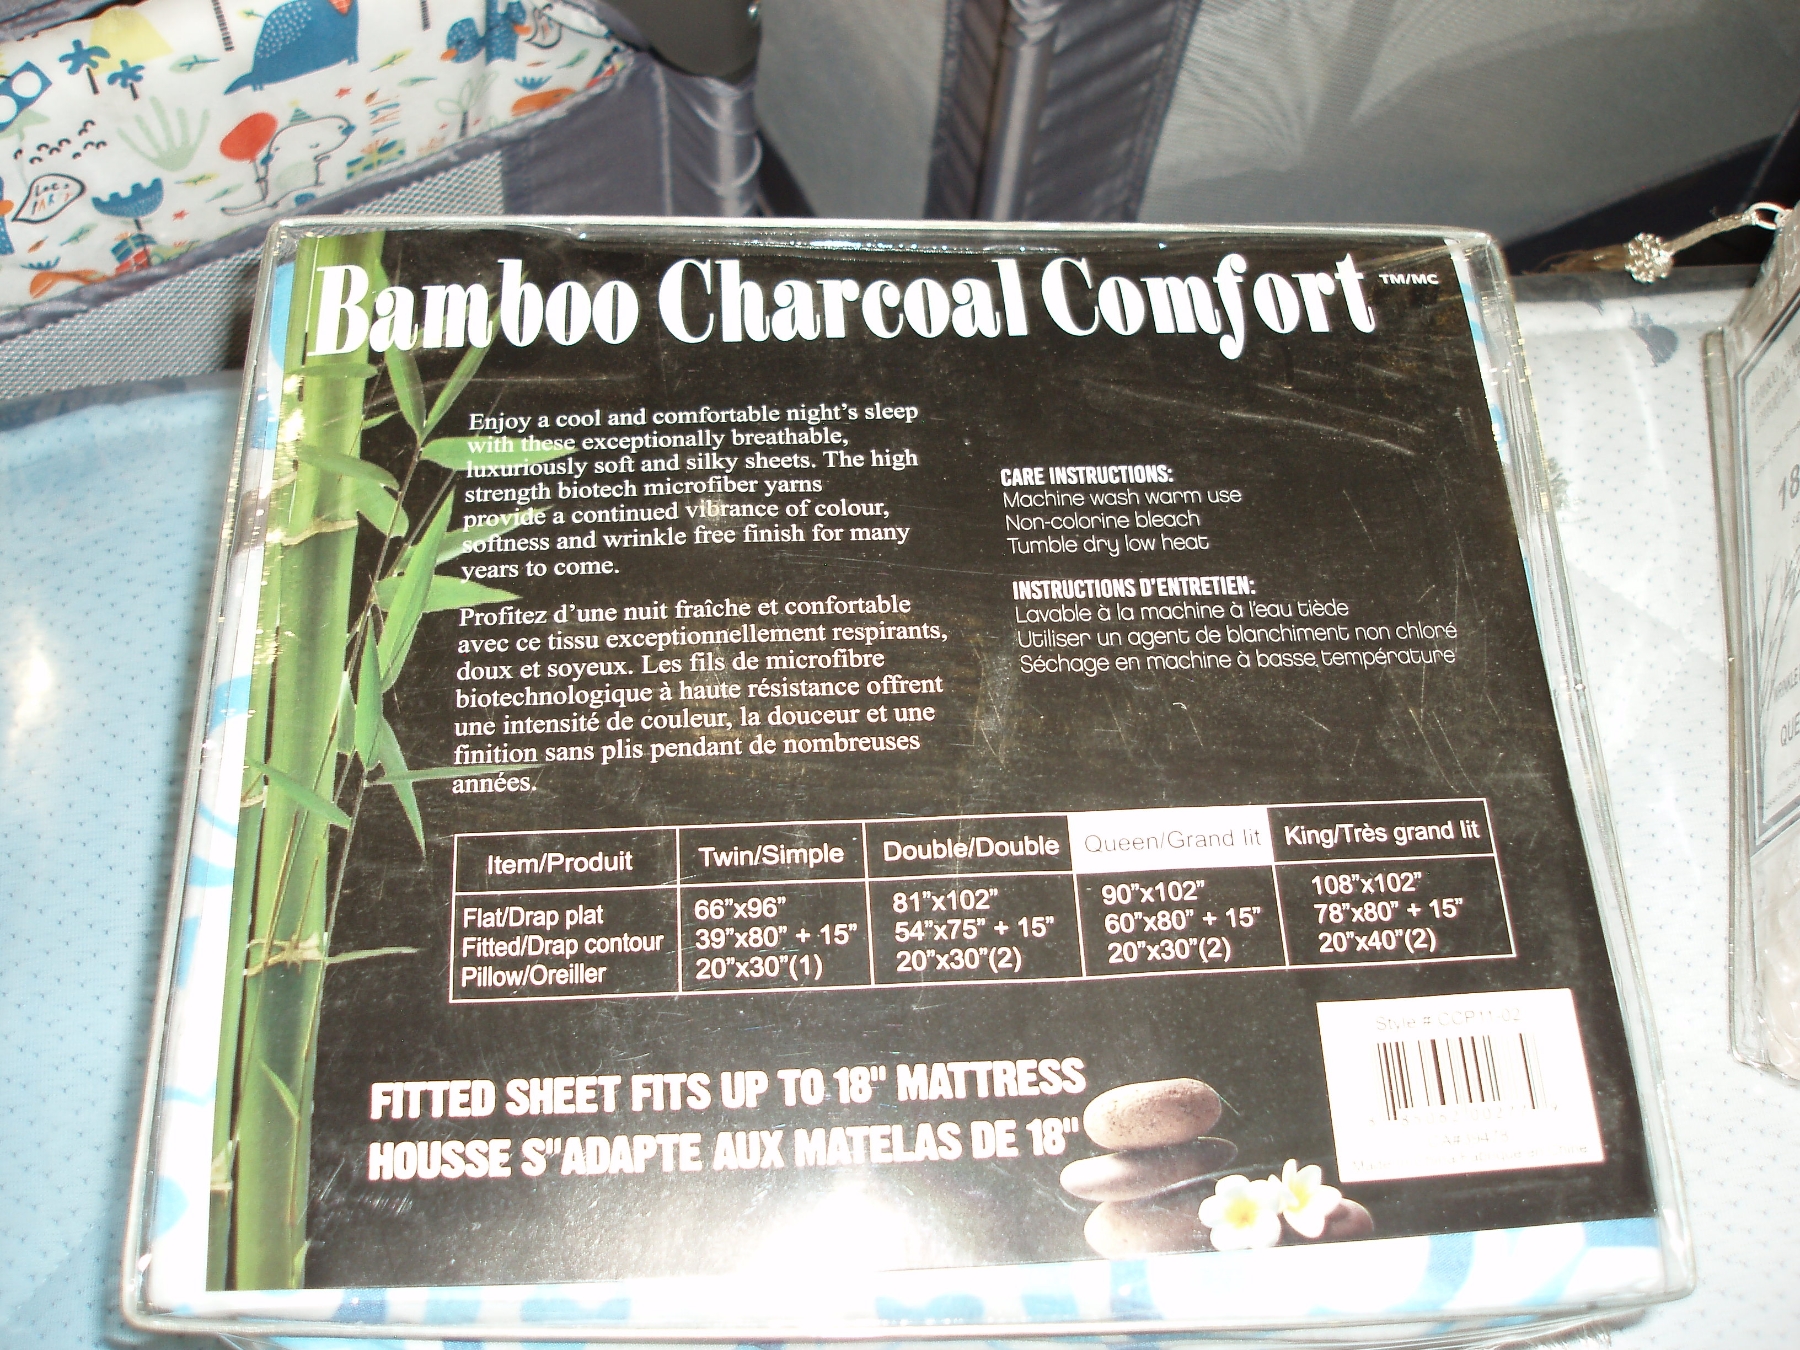 Bamboo Charcoal Comfort TM/MC
Enjoy a cool and comfortable night's sleep
with these exceptionally breathable,
luxuriously soft and silky sheets. The high
strength biotech microfiber yarns
provide a continued vibrance of colour,
softness and wrinkle free finish for many
years to come.
Profitez d'une nuit fraîche et confortable
avec ce tissu exceptionnellement respirants,
doux et soyeux. Les fils de microfibre
biotechnologique à haute résistance offrent
une intensité de couleur, la douceur et une
finition sans plis pendant de nombreuses
années.
CARE INSTRUCTIONS:
Machine wash warm use
Non-colorine bleach
Tumble dry low heat
INSTRUCTIONS D'ENTRETIEN:
Lavable à la machine à l'eau tiède
Utiliser un agent de blanchiment non chloré
Séchage en machine à basse température
Item/Produit Twin/Simple Double/Double Queen/Grand lit King/Très grand lit
Flat/Drap plat 66"x96" 81"x102" 90"x102" 108"x102"
Fitted/Drap contour 39"x80" + 15" 54"x75" + 15" 60"x80" + 15" 78"x80" + 15"
Pillow/Oreiller 20"x30"(1) 20"x30"(2) 20"x30"(2) 20"x40"(2)
FITTED SHEET FITS UP TO 18" MATTRESS
HOUSSE S"ADAPTE AUX MATELAS DE 18"
Style # CCP11-02